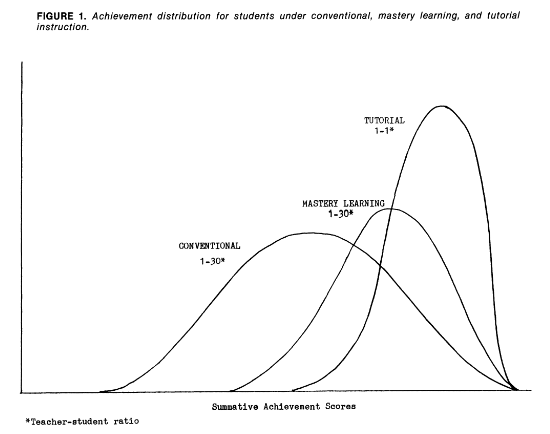 FIGURE 1. Achievement distribution for students under conventional, mastery learning, and tutorial
instruction.
TUTORIAL
1-1*
MASTERY LEARNING
1-30*
CONVENTIONAL
1-30*
Summative Achievement Scores
*Teacher-student ratio